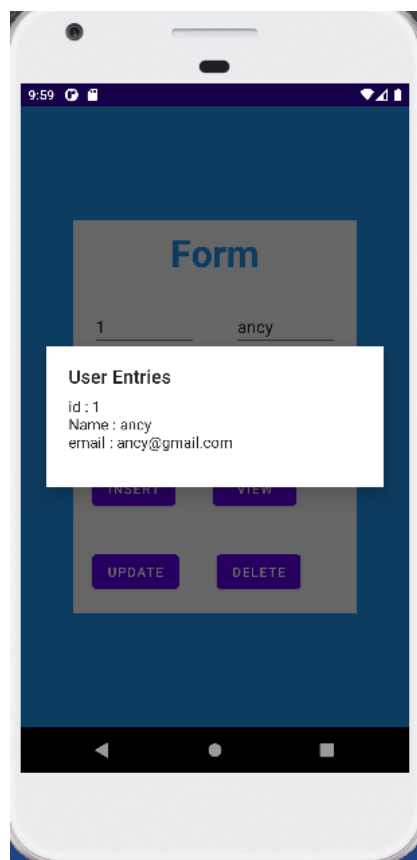 9:59
Form
1 ancy
User Entries
id : 1
Name : ancy
email : ancy@gmail.com
INSERT VIEW
UPDATE DELETE